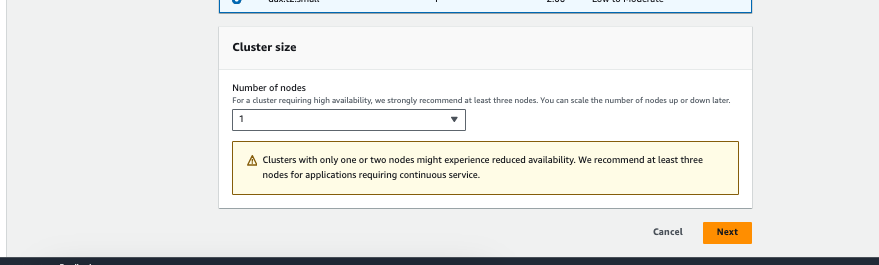 dax.t2.small 1 2.00 Low to Moderate
Cluster size
Number of nodes
For a cluster requiring high availability, we strongly recommend at least three nodes. You can scale the number of nodes up or down later.
1
Clusters with only one or two nodes might experience reduced availability. We recommend at least three
nodes for applications requiring continuous service.
Cancel
Next